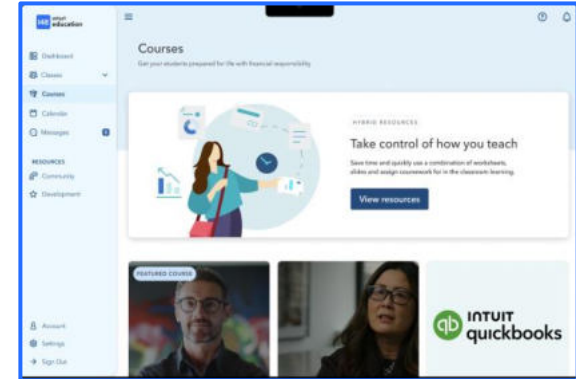 intuit
education
Dashboard
Classes
Courses
Calendar
Messages
RESOURCES
Community
Development
Account
Settings
Sign Out
Courses
Get your students prepared for life with financial responsibility
HYBRID RESOURCES
Take control of how you teach
Save time and quickly use a combination of worksheets,
slides and assign coursework for in the classroom learning.
View resources
FEATURED COURSE
qb INTUIT
quickbooks